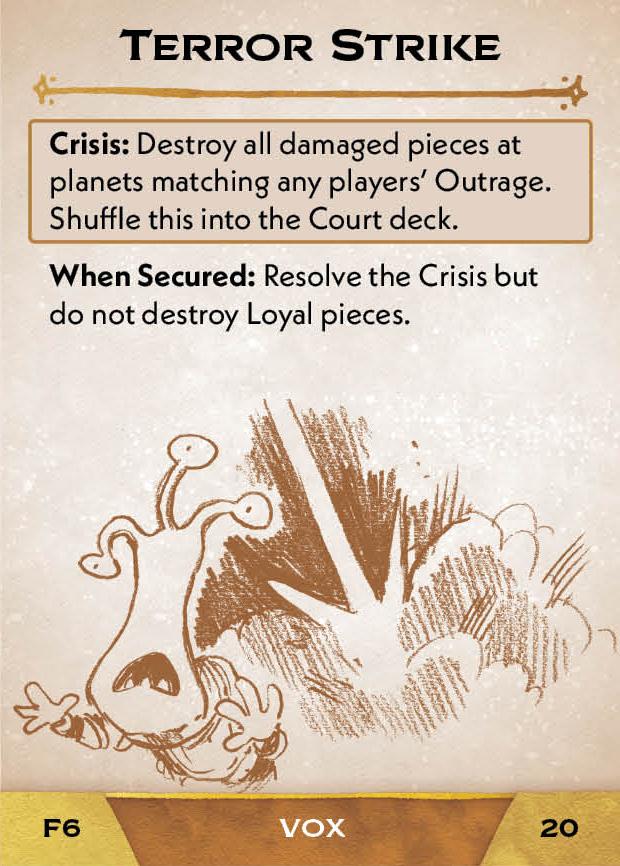 Terror Strike
Crisis: Destroy all damaged pieces at
planets matching any players’ Outrage.
Shuffle this into the Court deck.
When Secured: Resolve the Crisis but
do not destroy Loyal pieces.
F6 VOX 20